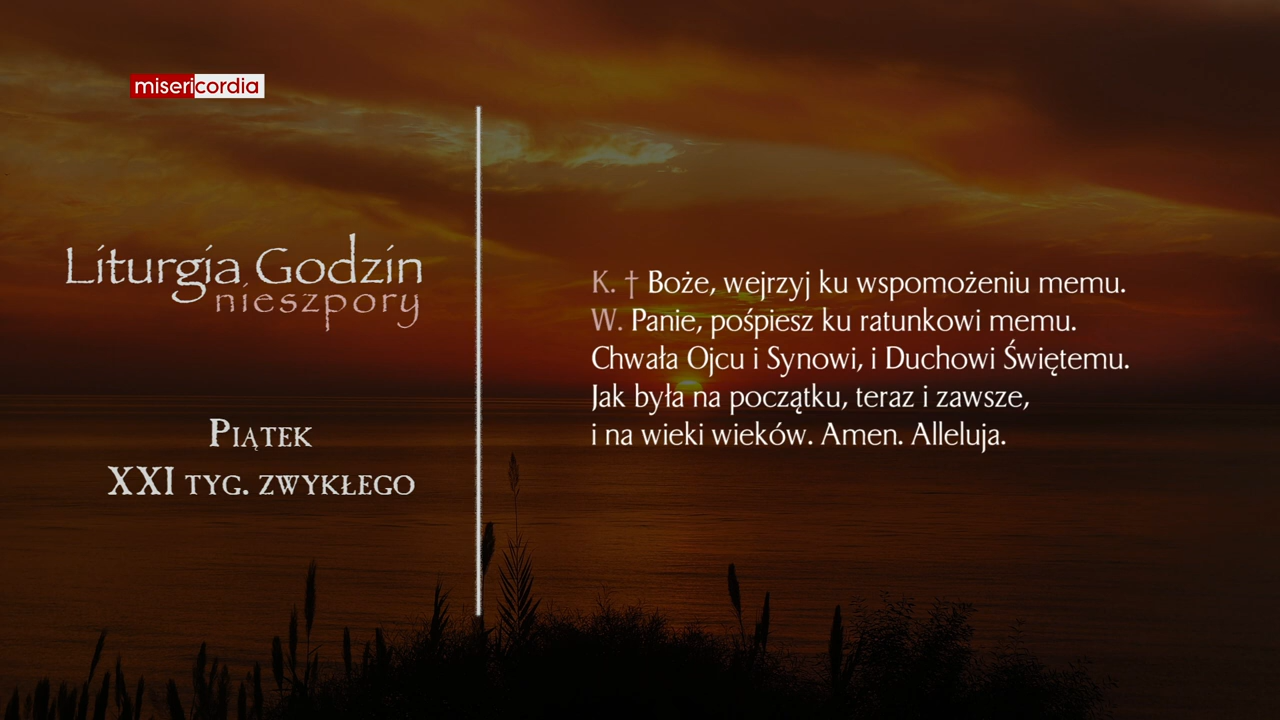 misericordia
Liturgia Godzin
nieszpory
Piątek
XXI tyg. zwykłego
K. † Boże, wejrzyj ku wspomożeniu memu.
W. Panie, pośpiesz ku ratunkowi memu.
Chwała Ojcu i Synowi, i Duchowi Świętemu.
Jak była na początku, teraz i zawsze,
i na wieki wieków. Amen. Alleluja.